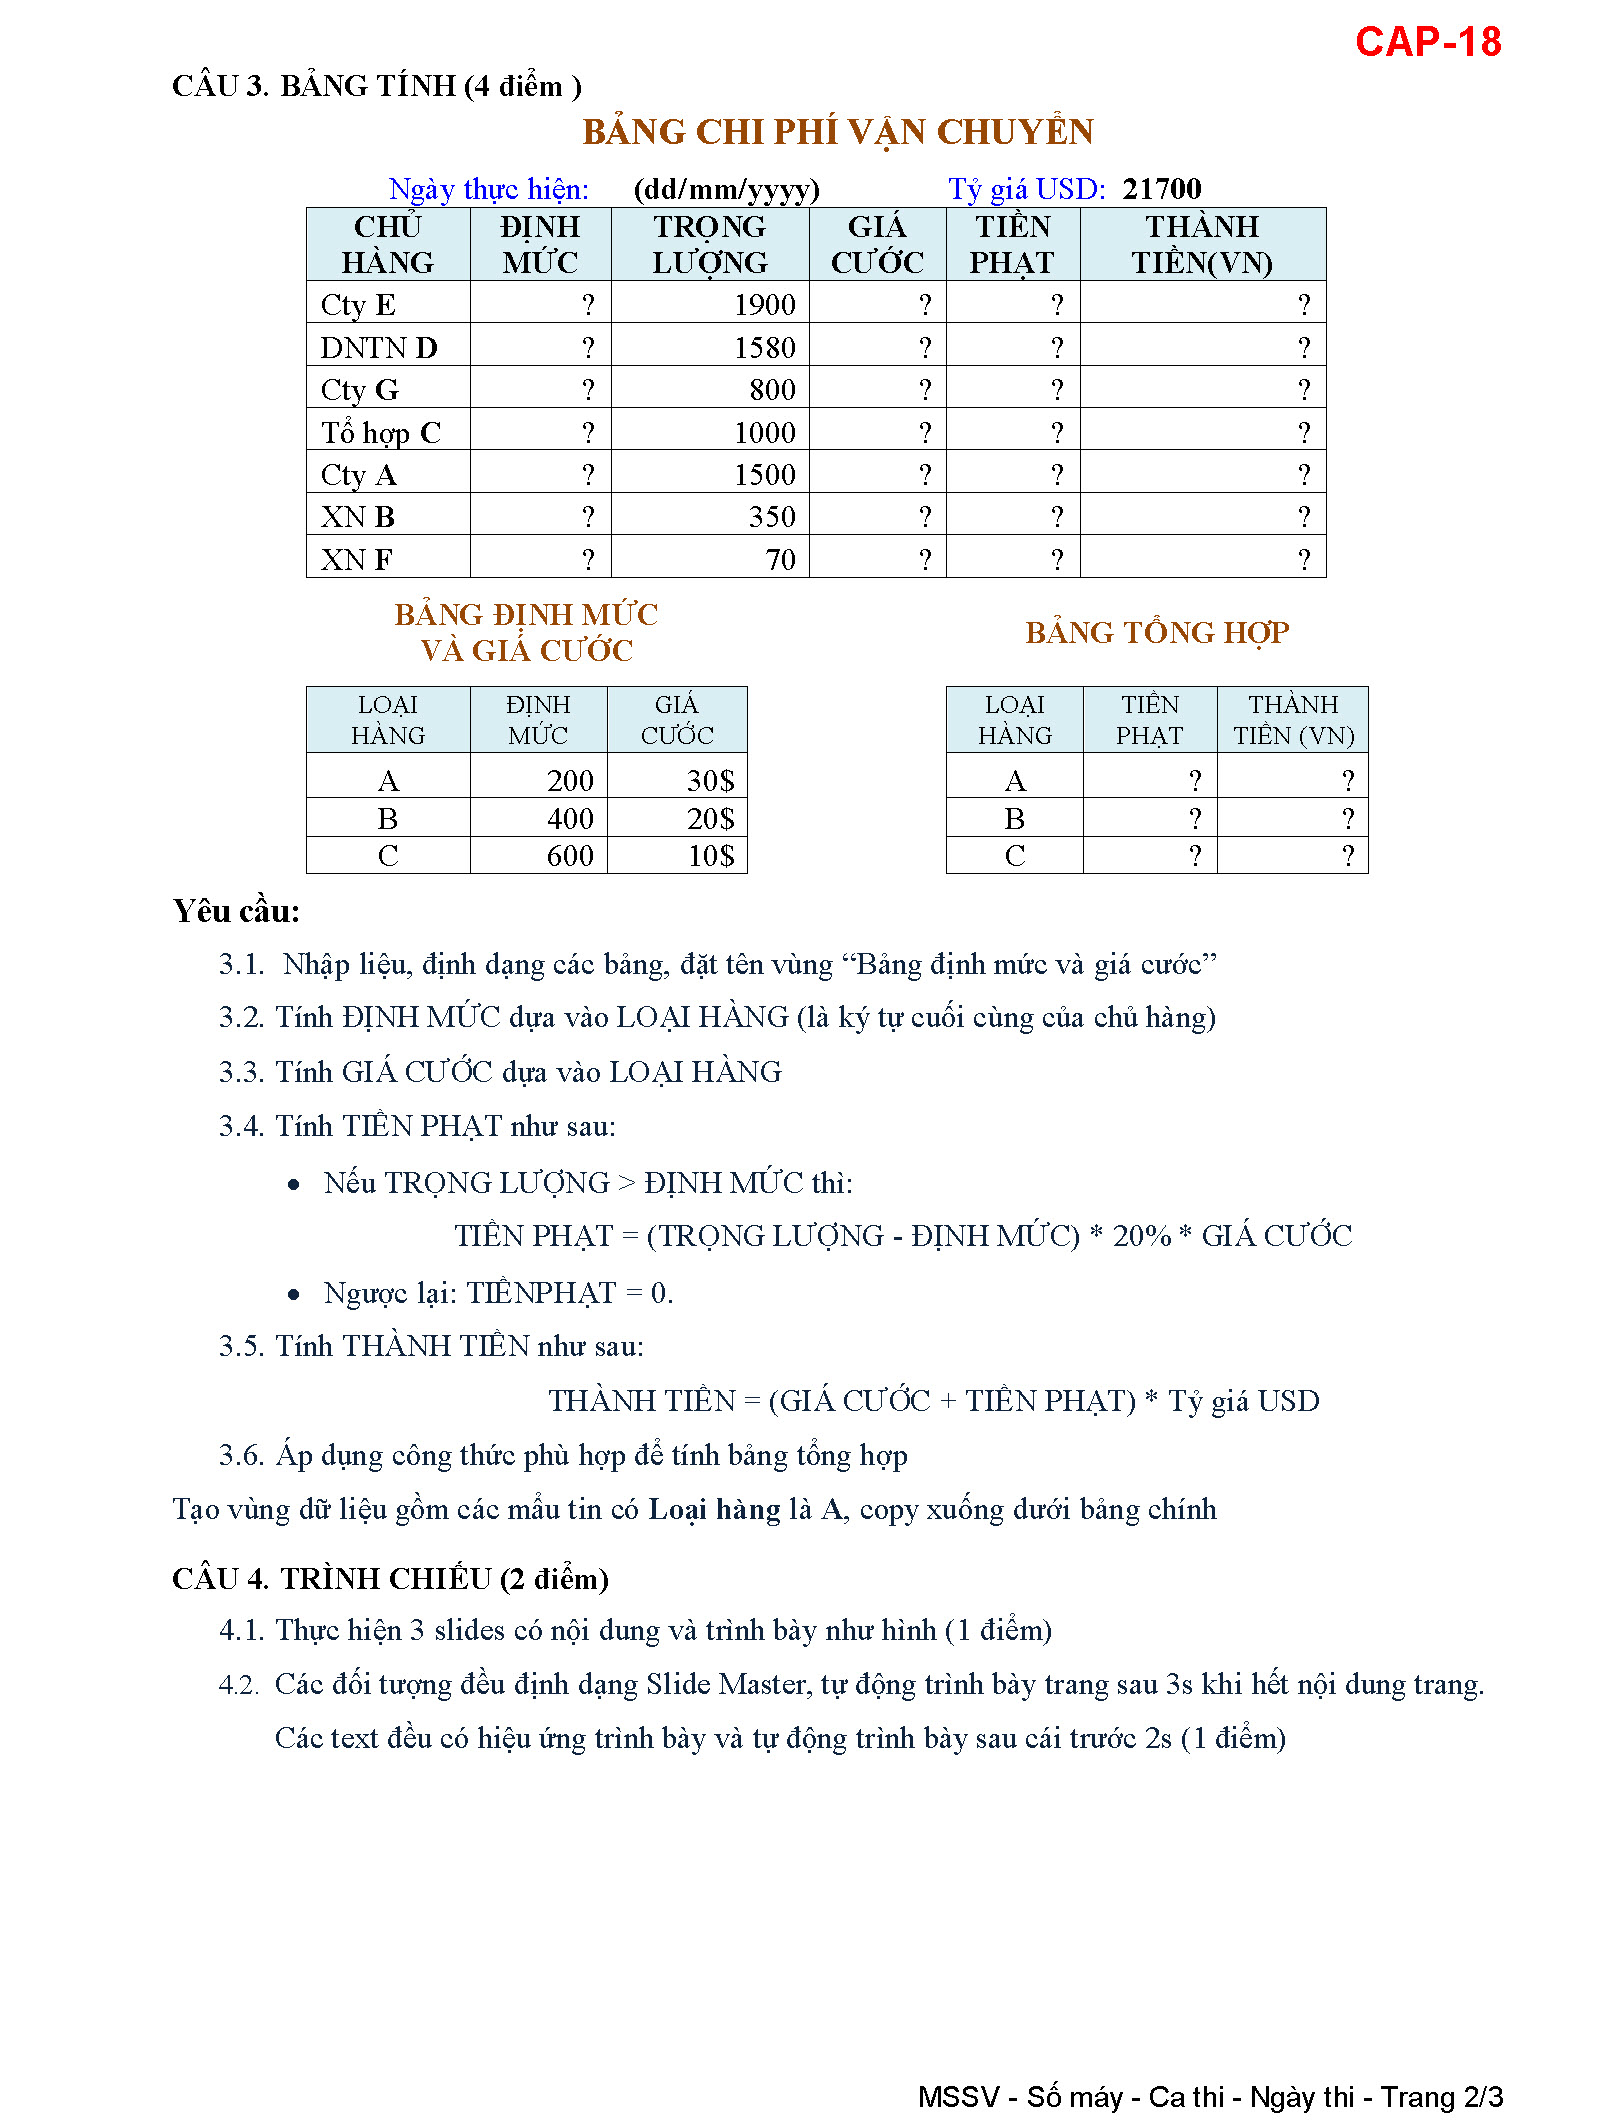 CAP-18
CÂU 3. BẢNG TÍNH (4 điểm )
BẢNG CHI PHÍ VẬN CHUYỂN
Ngày thực hiện: (dd/mm/yyyy) Tỷ giá USD: 21700
CHỦ HÀNG ĐỊNH MỨC TRỌNG LƯỢNG GIÁ CƯỚC TIỀN PHẠT THÀNH TIỀN(VN)
Cty E ? 1900 ? ? ?
DNTN D ? 1580 ? ? ?
Cty G ? 800 ? ? ?
Tổ hợp C ? 1000 ? ? ?
Cty A ? 1500 ? ? ?
XN B ? 350 ? ? ?
XN F ? 70 ? ? ?
BẢNG ĐỊNH MỨC
VÀ GIÁ CƯỚC
LOẠI HÀNG ĐỊNH MỨC GIÁ CƯỚC
A 200 30$
B 400 20$
C 600 10$
BẢNG TỔNG HỢP
LOẠI HÀNG TIỀN PHẠT THÀNH TIỀN (VN)
A ? ?
B ? ?
C ? ?
Yêu cầu:
3.1. Nhập liệu, định dạng các bảng, đặt tên vùng “Bảng định mức và giá cước”
3.2. Tính ĐỊNH MỨC dựa vào LOẠI HÀNG (là ký tự cuối cùng của chủ hàng)
3.3. Tính GIÁ CƯỚC dựa vào LOẠI HÀNG
3.4. Tính TIỀN PHẠT như sau:
• Nếu TRỌNG LƯỢNG > ĐỊNH MỨC thì:
TIỀN PHẠT = (TRỌNG LƯỢNG - ĐỊNH MỨC) * 20% * GIÁ CƯỚC
• Ngược lại: TIỀNPHẠT = 0.
3.5. Tính THÀNH TIỀN như sau:
THÀNH TIỀN = (GIÁ CƯỚC + TIỀN PHẠT) * Tỷ giá USD
3.6. Áp dụng công thức phù hợp để tính bảng tổng hợp
Tạo vùng dữ liệu gồm các mẩu tin có Loại hàng là A, copy xuống dưới bảng chính
CÂU 4. TRÌNH CHIẾU (2 điểm)
4.1. Thực hiện 3 slides có nội dung và trình bày như hình (1 điểm)
4.2. Các đối tượng đều định dạng Slide Master, tự động trình bày trang sau 3s khi hết nội dung trang.
Các text đều có hiệu ứng trình bày và tự động trình bày sau cái trước 2s (1 điểm)
MSSV - Số máy - Ca thi - Ngày thi - Trang 2/3